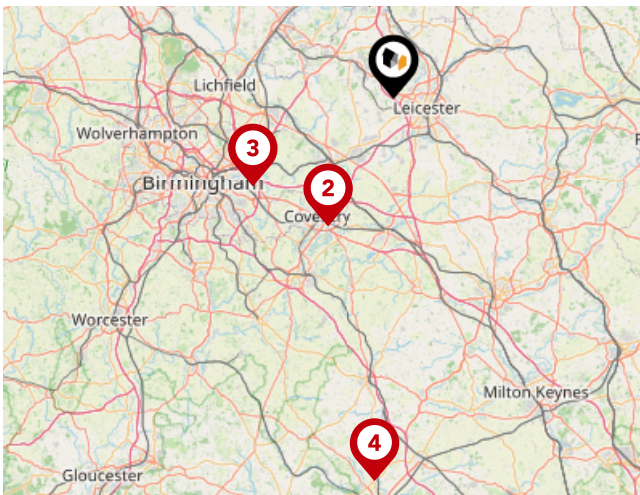 Lichfield
Leicester
Wolverhampton
3
Birmingham
2
Coventry
Worcester
Milton Keynes
4
Gloucester